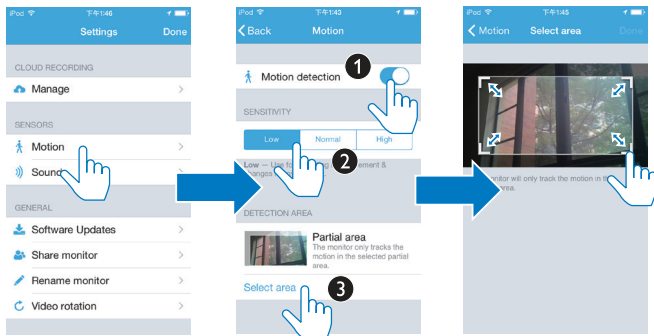 iPod 下午1:46
Settings Done
CLOUD RECORDING
Manage
SENSORS
Motion
Sound
GENERAL
Software Updates
Share monitor
Rename monitor
Video rotation
iPod 下午1:43
Back Motion
Motion detection 1
SENSITIVITY
Low Normal High
2
Low — Use &
DETECTION AREA
Partial area
The monitor only tracks the
motion in the selected partial
area.
Select area 3
iPod 下午1:45
Motion Select area Done
will only track the motion in
area.